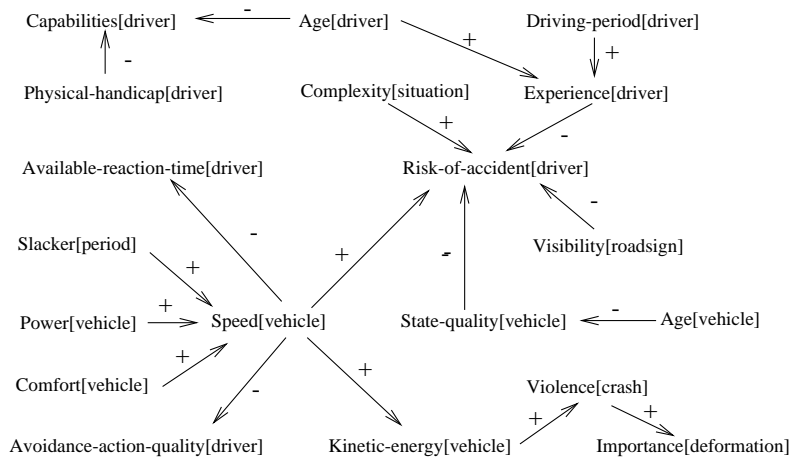 Capabilities[driver] - Age[driver] Driving-period[driver]
+ +
-
Physical-handicap[driver] Complexity[situation] Experience[driver]
+ -
Available-reaction-time[driver] Risk-of-accident[driver]
-
Slacker[period] - + - Visibility[roadsign]
+
Power[vehicle] + Speed[vehicle] State-quality[vehicle] - Age[vehicle]
+
Comfort[vehicle] - + Violence[crash]
+ +
Avoidance-action-quality[driver] Kinetic-energy[vehicle] Importance[deformation]